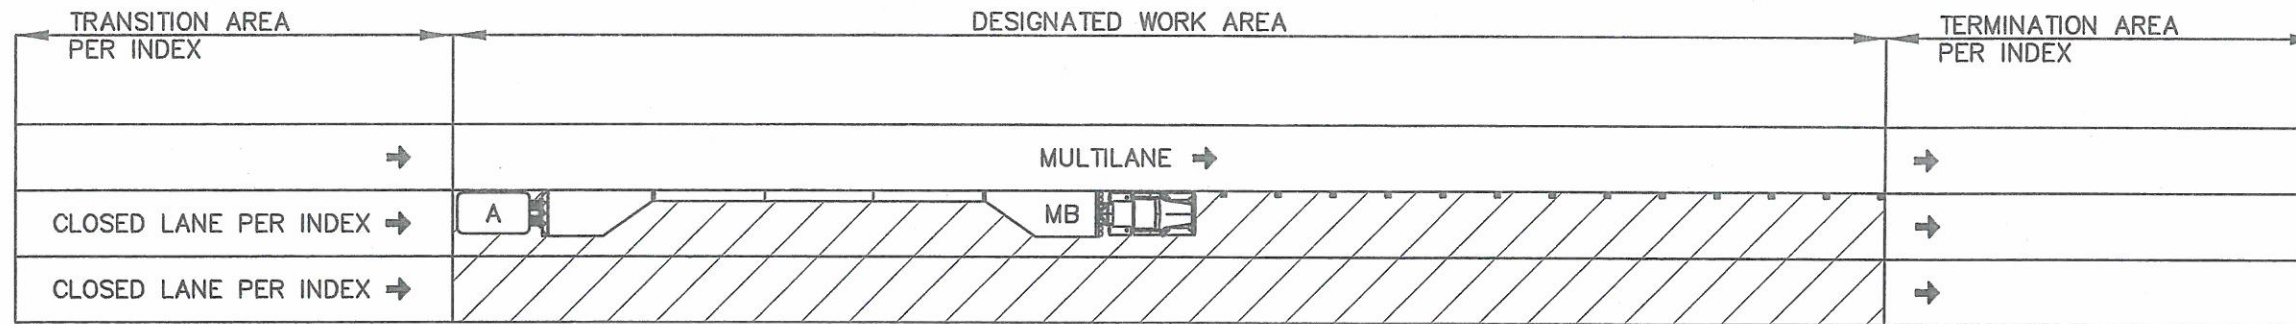 TRANSITION AREA
PER INDEX
DESIGNATED WORK AREA
TERMINATION AREA
PER INDEX
MULTILANE
CLOSED LANE PER INDEX
A
MB
CLOSED LANE PER INDEX